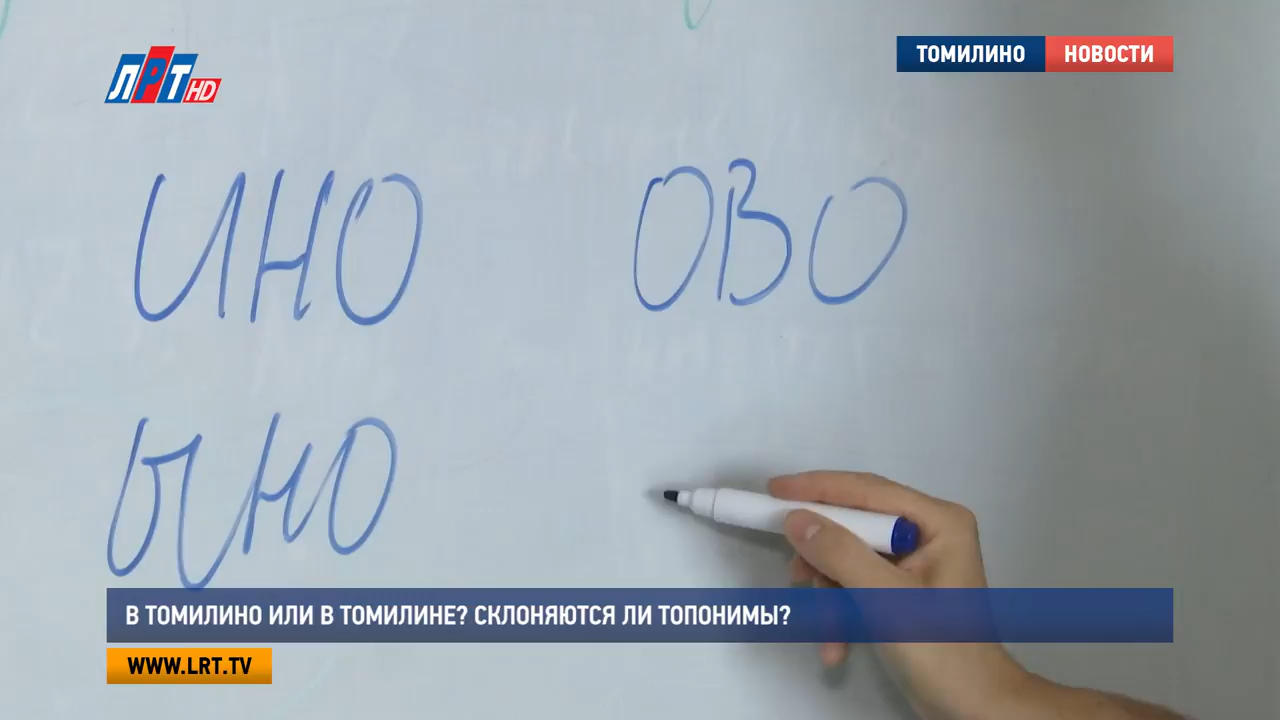 ЛРТ HD
ТОМИЛИНО НОВОСТИ
ИНО ОВО
ЫНО
В ТОМИЛИНО ИЛИ В ТОМИЛИНЕ? СКЛОНЯЮТСЯ ЛИ ТОПОНИМЫ?
WWW.LRT.TV